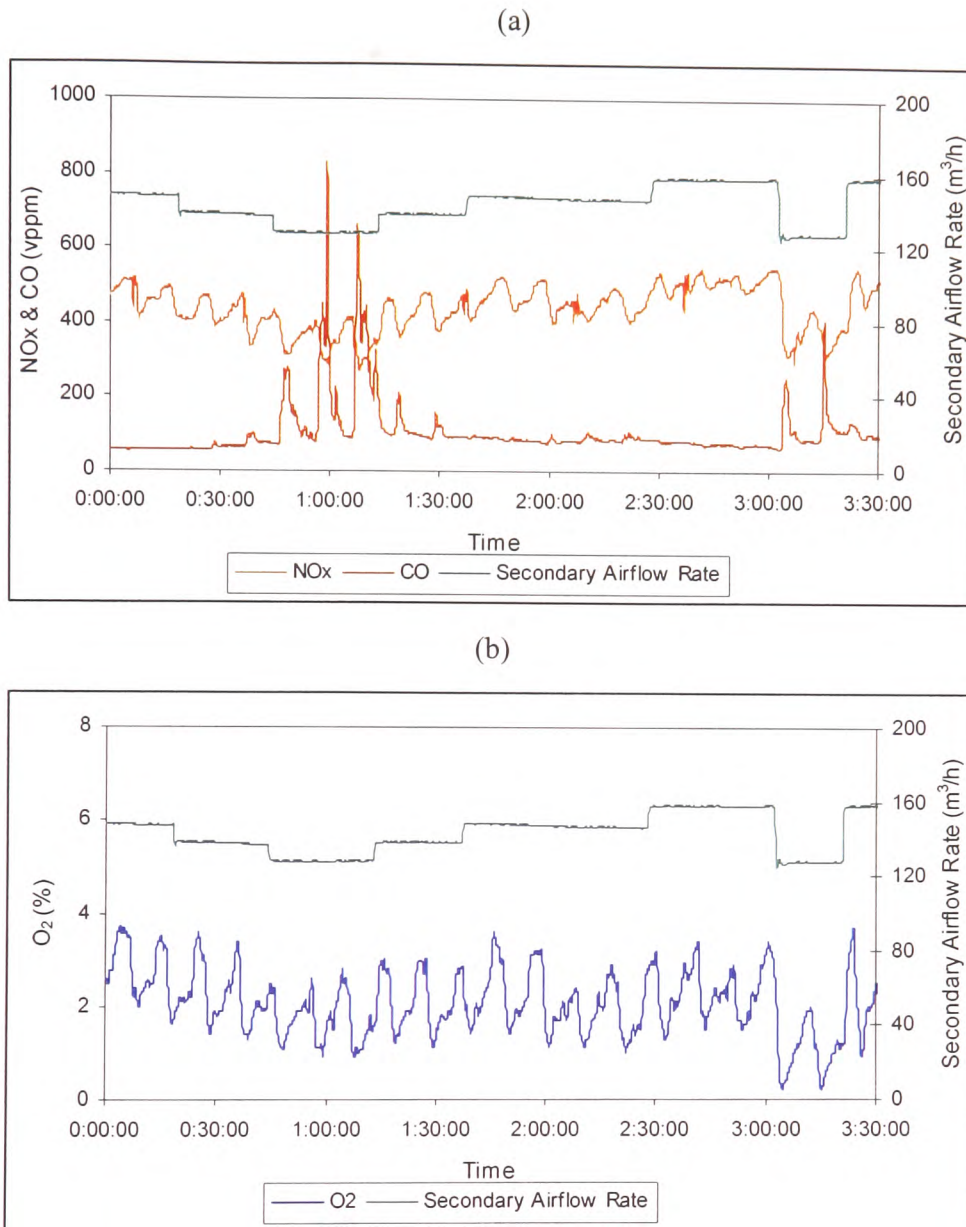 (a)
1000
800
600
400
200
0
NOx & CO (vppm)
200
160
120
80
40
0
Secondary Airflow Rate (m³/h)
0:00:00 0:30:00 1:00:00 1:30:00 2:00:00 2:30:00 3:00:00 3:30:00
Time
NOx CO Secondary Airflow Rate
(b)
8
6
4
2
0
O₂ (%)
200
160
120
80
40
0
Secondary Airflow Rate (m³/h)
0:00:00 0:30:00 1:00:00 1:30:00 2:00:00 2:30:00 3:00:00 3:30:00
Time
O2 Secondary Airflow Rate